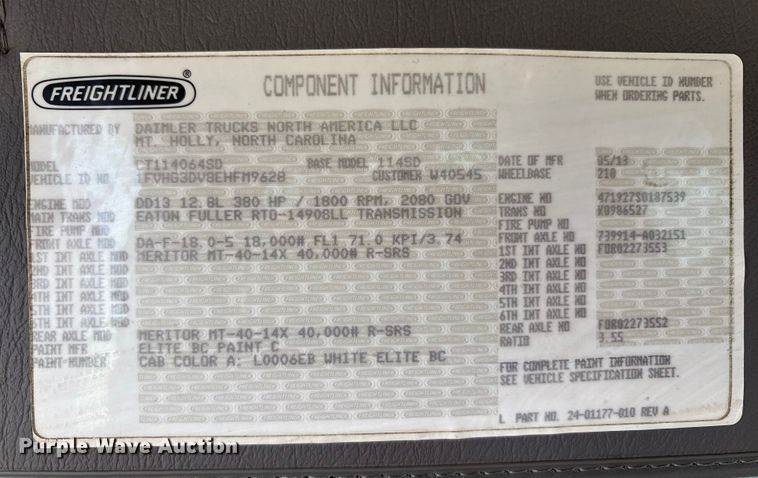 FREIGHTLINER®
COMPONENT INFORMATION
USE VEHICLE ID NUMBER
WHEN ORDERING PARTS.
MANUFACTURED BY DAIMLER TRUCKS NORTH AMERICA LLC
MT. HOLLY, NORTH CAROLINA
MODEL CT114064SD BASE MODEL 114SD DATE OF MFR 05/13
VEHICLE ID NO 1FVHG3DV8EHFM9628 CUSTOMER W40545 WHEELBASE 210
ENGINE MOD DD13 12.8L 380 HP / 1800 RPM, 2080 GOV ENGINE NO 471927S0187539
MAIN TRANS MOD EATON FULLER RTO-14908LL TRANSMISSION TRANS NO K0986527
FIRE PUMP MOD FIRE PUMP NO
FRONT AXLE MOD DA-F-18.0-5 18,000# FL1 71.0 KPI/3.74 FRONT AXLE NO 739914-A032151
1ST INT AXLE MOD MERITOR MT-40-14X 40,000# R-SRS 1ST INT AXLE NO FDR02273553
2ND INT AXLE MOD 2ND INT AXLE NO
3RD INT AXLE MOD 3RD INT AXLE NO
4TH INT AXLE MOD 4TH INT AXLE NO
5TH INT AXLE MOD 5TH INT AXLE NO
6TH INT AXLE MOD 6TH INT AXLE NO
REAR AXLE MOD MERITOR MT-40-14X 40,000# R-SRS REAR AXLE NO FDR02273552
PAINT MFR ELITE BC PAINT C RATIO 3.55
PAINT NUMBER CAB COLOR A: L0006EB WHITE ELITE BC
FOR COMPLETE PAINT INFORMATION
SEE VEHICLE SPECIFICATION SHEET.
L PART NO. 24-01177-010 REV A
Purple Wave Auction